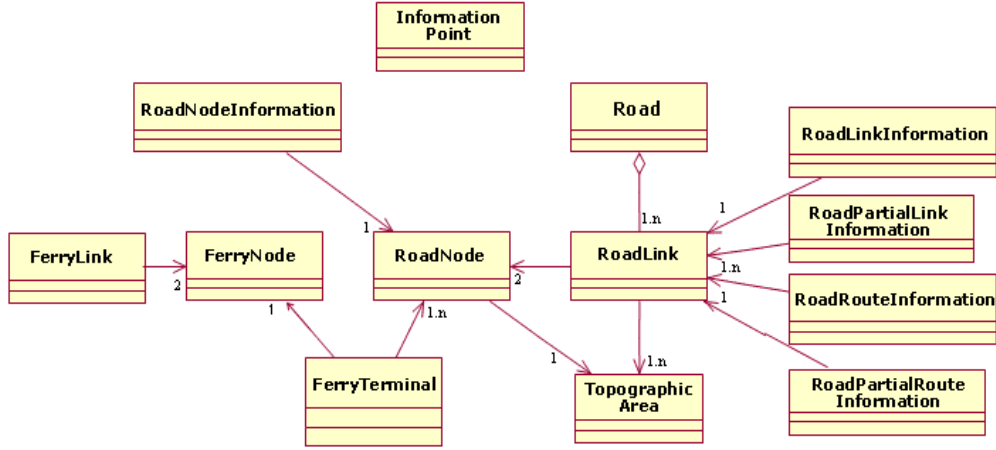 Information
Point
RoadNodeInformation
Road
RoadLinkInformation
1
1.n
1
RoadPartialLink
Information
FerryLink
FerryNode
RoadNode
RoadLink
2
2
1.n
RoadRouteInformation
1
1.n
1
1
1.n
FerryTerminal
Topographic
Area
RoadPartialRoute
Information